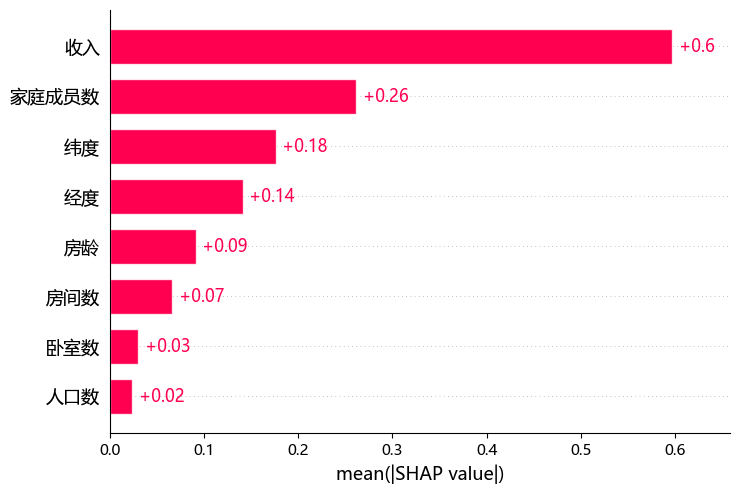 收入 +0.6
家庭成员数 +0.26
纬度 +0.18
经度 +0.14
房龄 +0.09
房间数 +0.07
卧室数 +0.03
人口数 +0.02
0.0 0.1 0.2 0.3 0.4 0.5 0.6
mean(|SHAP value|)